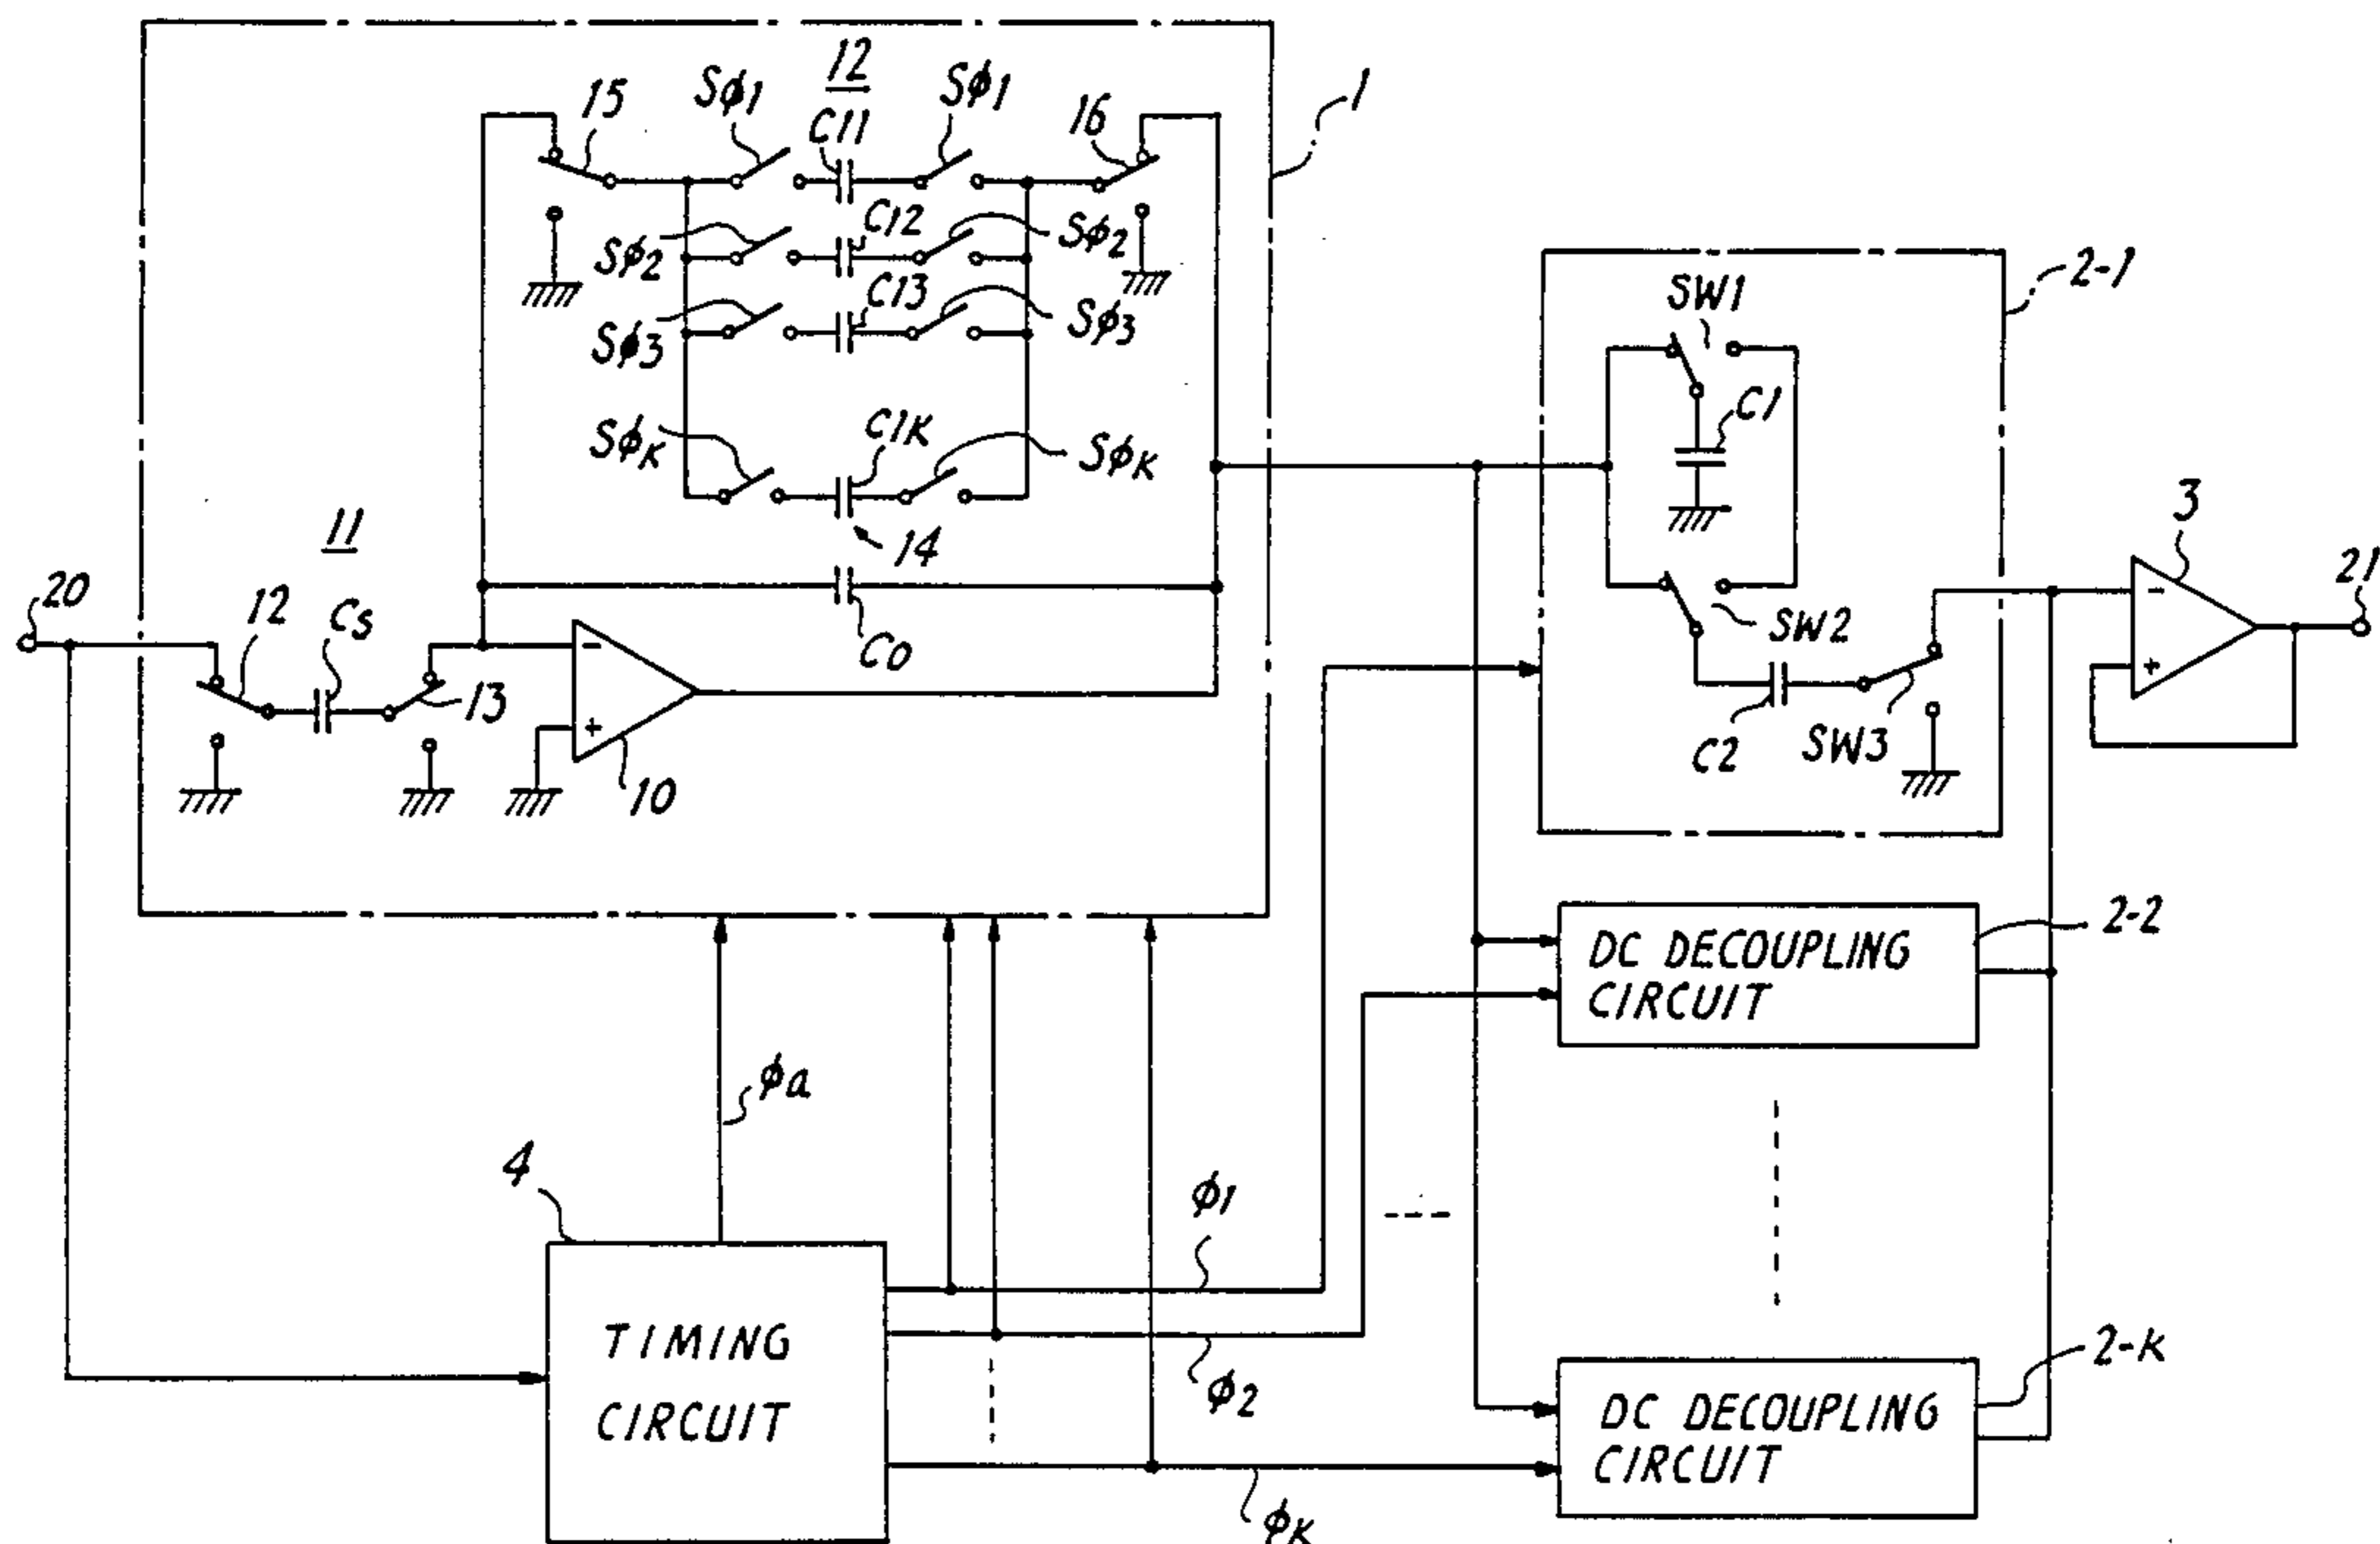 12
1
15
Sφ1
C11
Sφ1
16
Sφ2
C12
Sφ2
Sφ3
C13
Sφ3
SφK
C1K
SφK
14
2-1
SW1
C1
SW2
C2
SW3
3
21
20
11
12
Cs
13
C0
-
+
10
-
+
DC DECOUPLING
CIRCUIT
2-2
φa
4
TIMING
CIRCUIT
φ1
φ2
φK
---
DC DECOUPLING
CIRCUIT
2-K